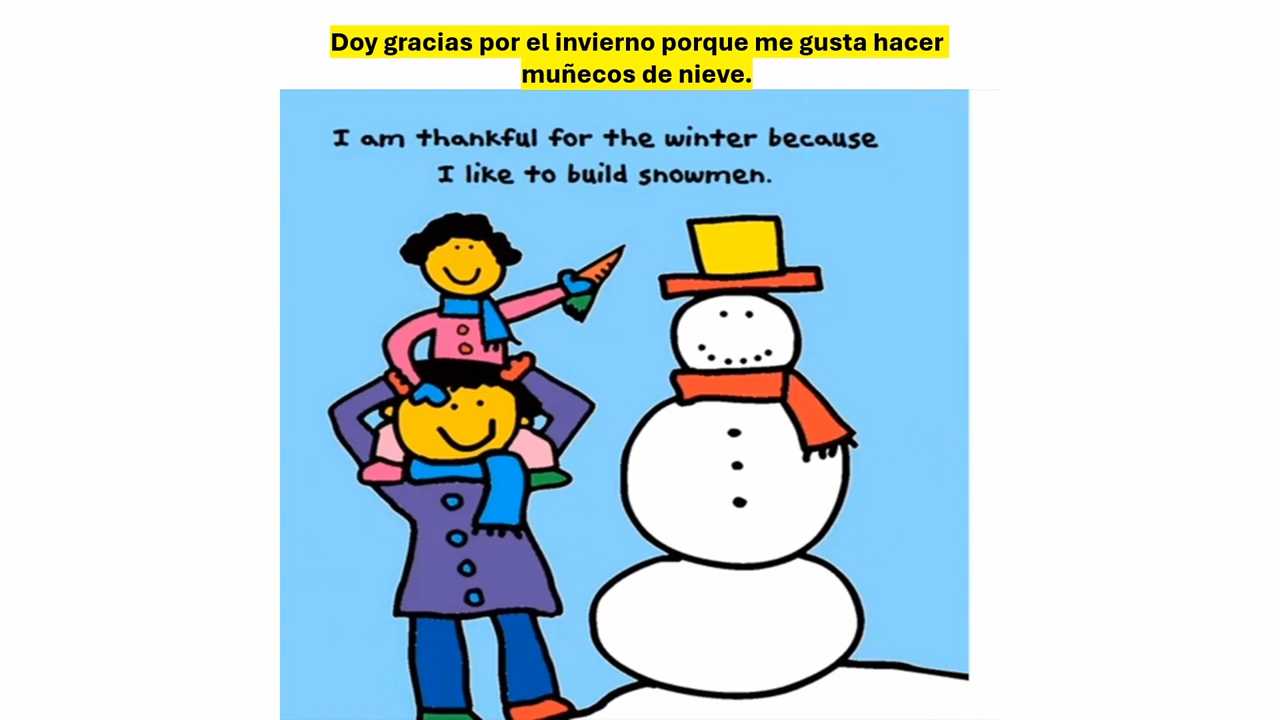 Doy gracias por el invierno porque me gusta hacer
muñecos de nieve.
I am thankful for the winter because
I like to build snowmen.